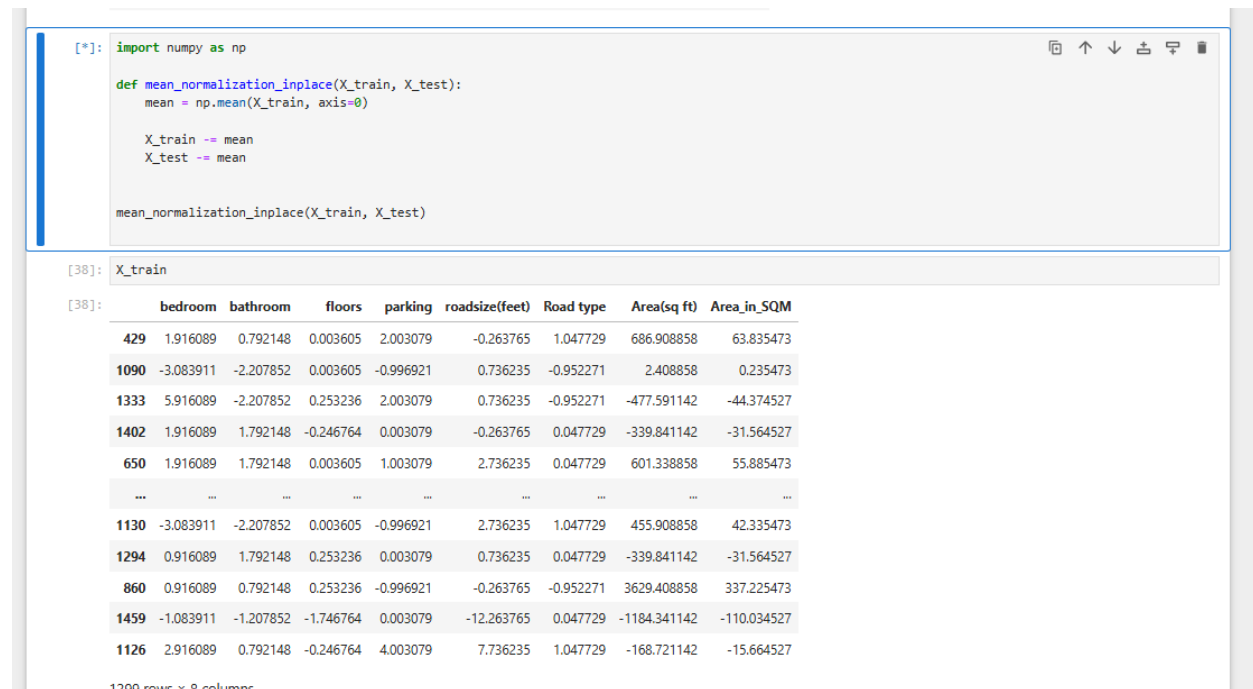 [*]: import numpy as np
def mean_normalization_inplace(X_train, X_test):
    mean = np.mean(X_train, axis=0)
    X_train -= mean
    X_test -= mean
mean_normalization_inplace(X_train, X_test)
[38]: X_train
[38]: bedroom bathroom floors parking roadsize(feet) Road type Area(sq ft) Area_in_SQM
429 1.916089 0.792148 0.003605 2.003079 -0.263765 1.047729 686.908858 63.835473
1090 -3.083911 -2.207852 0.003605 -0.996921 0.736235 -0.952271 2.408858 0.235473
1333 5.916089 -2.207852 0.253236 2.003079 0.736235 -0.952271 -477.591142 -44.374527
1402 1.916089 1.792148 -0.246764 0.003079 -0.263765 0.047729 -339.841142 -31.564527
650 1.916089 1.792148 0.003605 1.003079 2.736235 0.047729 601.338858 55.885473
... ... ... ... ... ... ... ... ...
1130 -3.083911 -2.207852 0.003605 -0.996921 2.736235 1.047729 455.908858 42.335473
1294 0.916089 1.792148 0.253236 0.003079 0.736235 0.047729 -339.841142 -31.564527
860 0.916089 0.792148 0.253236 -0.996921 -0.263765 -0.952271 3629.408858 337.225473
1459 -1.083911 -1.207852 -1.746764 0.003079 -12.263765 0.047729 -1184.341142 -110.034527
1126 2.916089 0.792148 -0.246764 4.003079 7.736235 1.047729 -168.721142 -15.664527
1299 rows × 8 columns